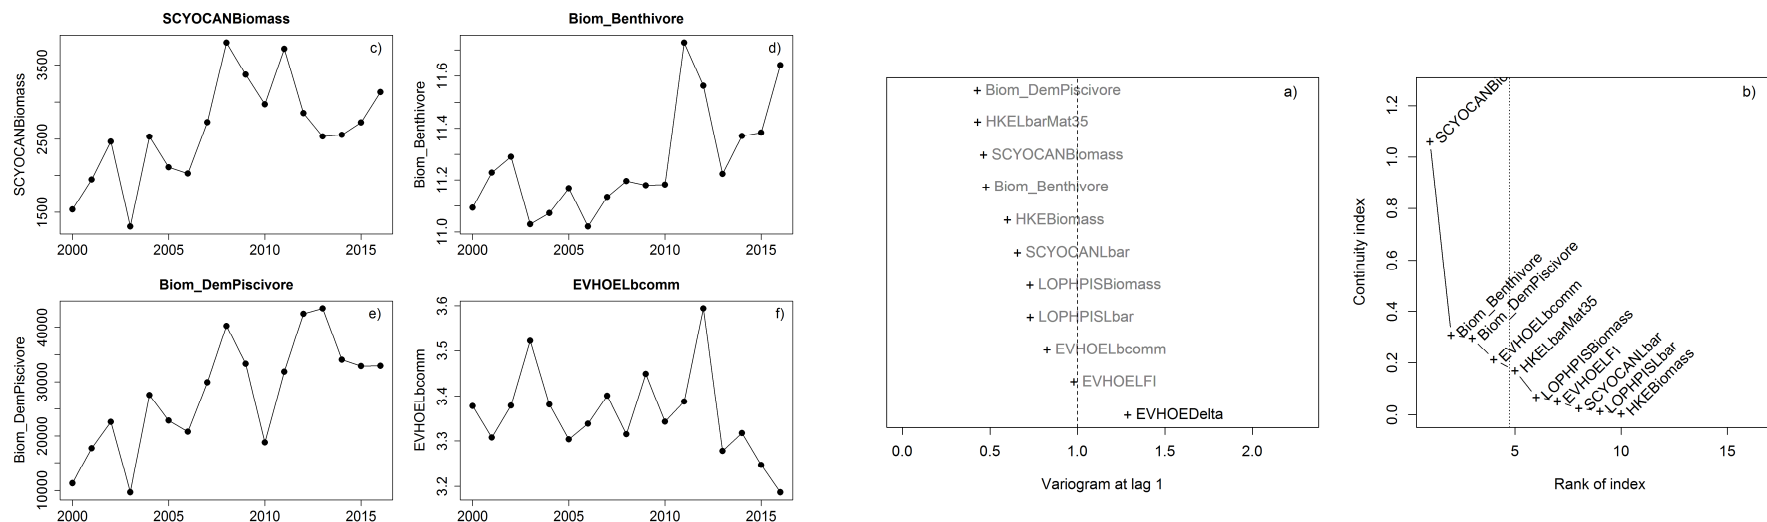 SCYOCANBiomass
c)
SCYOCANBiomass
3500
2500
1500
2000 2005 2010 2015
Biom_Benthivore
d)
Biom_Benthivore
11.6
11.4
11.2
11.0
2000 2005 2010 2015
Biom_DemPiscivore
e)
Biom_DemPiscivore
40000
30000
20000
10000
2000 2005 2010 2015
EVHOELbcomm
f)
EVHOELbcomm
3.6
3.5
3.4
3.3
3.2
2000 2005 2010 2015
a)
Biom_DemPiscivore
HKELbarMat35
SCYOCANBiomass
Biom_Benthivore
HKEBiomass
SCYOCANLbar
LOPHPISBiomass
LOPHPISLbar
EVHOELbcomm
EVHOELFI
EVHOEDelta
0.0 0.5 1.0 1.5 2.0
Variogram at lag 1
b)
Continuity index
1.2
1.0
0.8
0.6
0.4
0.2
0.0
SCYOCANBio
Biom_Benthivore
Biom_DemPiscivore
EVHOELbcomm
HKELbarMat35
LOPHPISBiomass
EVHOELFi
SCYOCANLbar
LOPHPISLbar
HKEBiomass
5 10 15
Rank of index